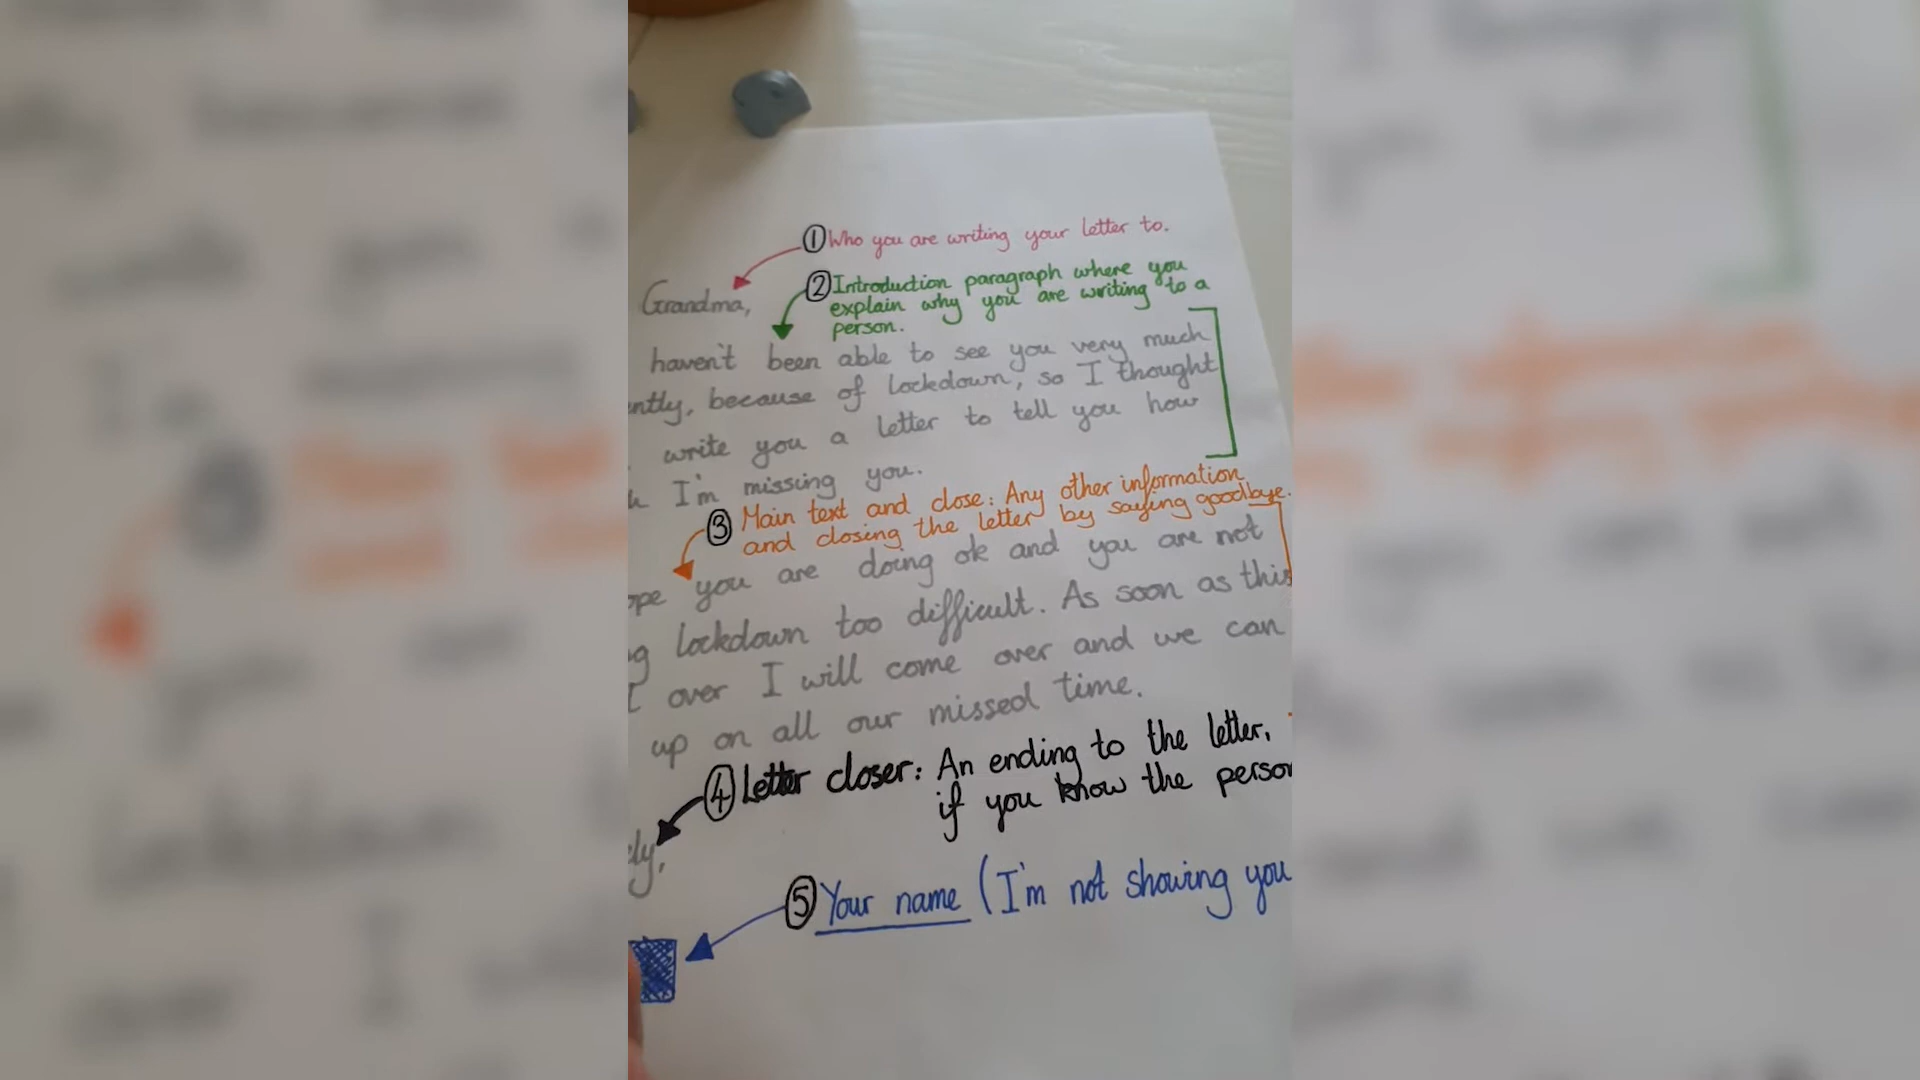 ① Who you are writing your letter to.
Grandma,
② Introduction paragraph where you
explain why you are writing to a
person.
haven't been able to see you very much
ntly, because of lockdown, so I thought
write you a letter to tell you how
I'm missing you.
③ Main text and close: Any other information
and closing the letter by saying goodbye.
ope you are doing ok and you are not
ng lockdown too difficult. As soon as this
over I will come over and we can
up on all our missed time.
④ Letter closer: An ending to the letter,
if you know the person
ely,
⑤ Your name (I'm not showing you